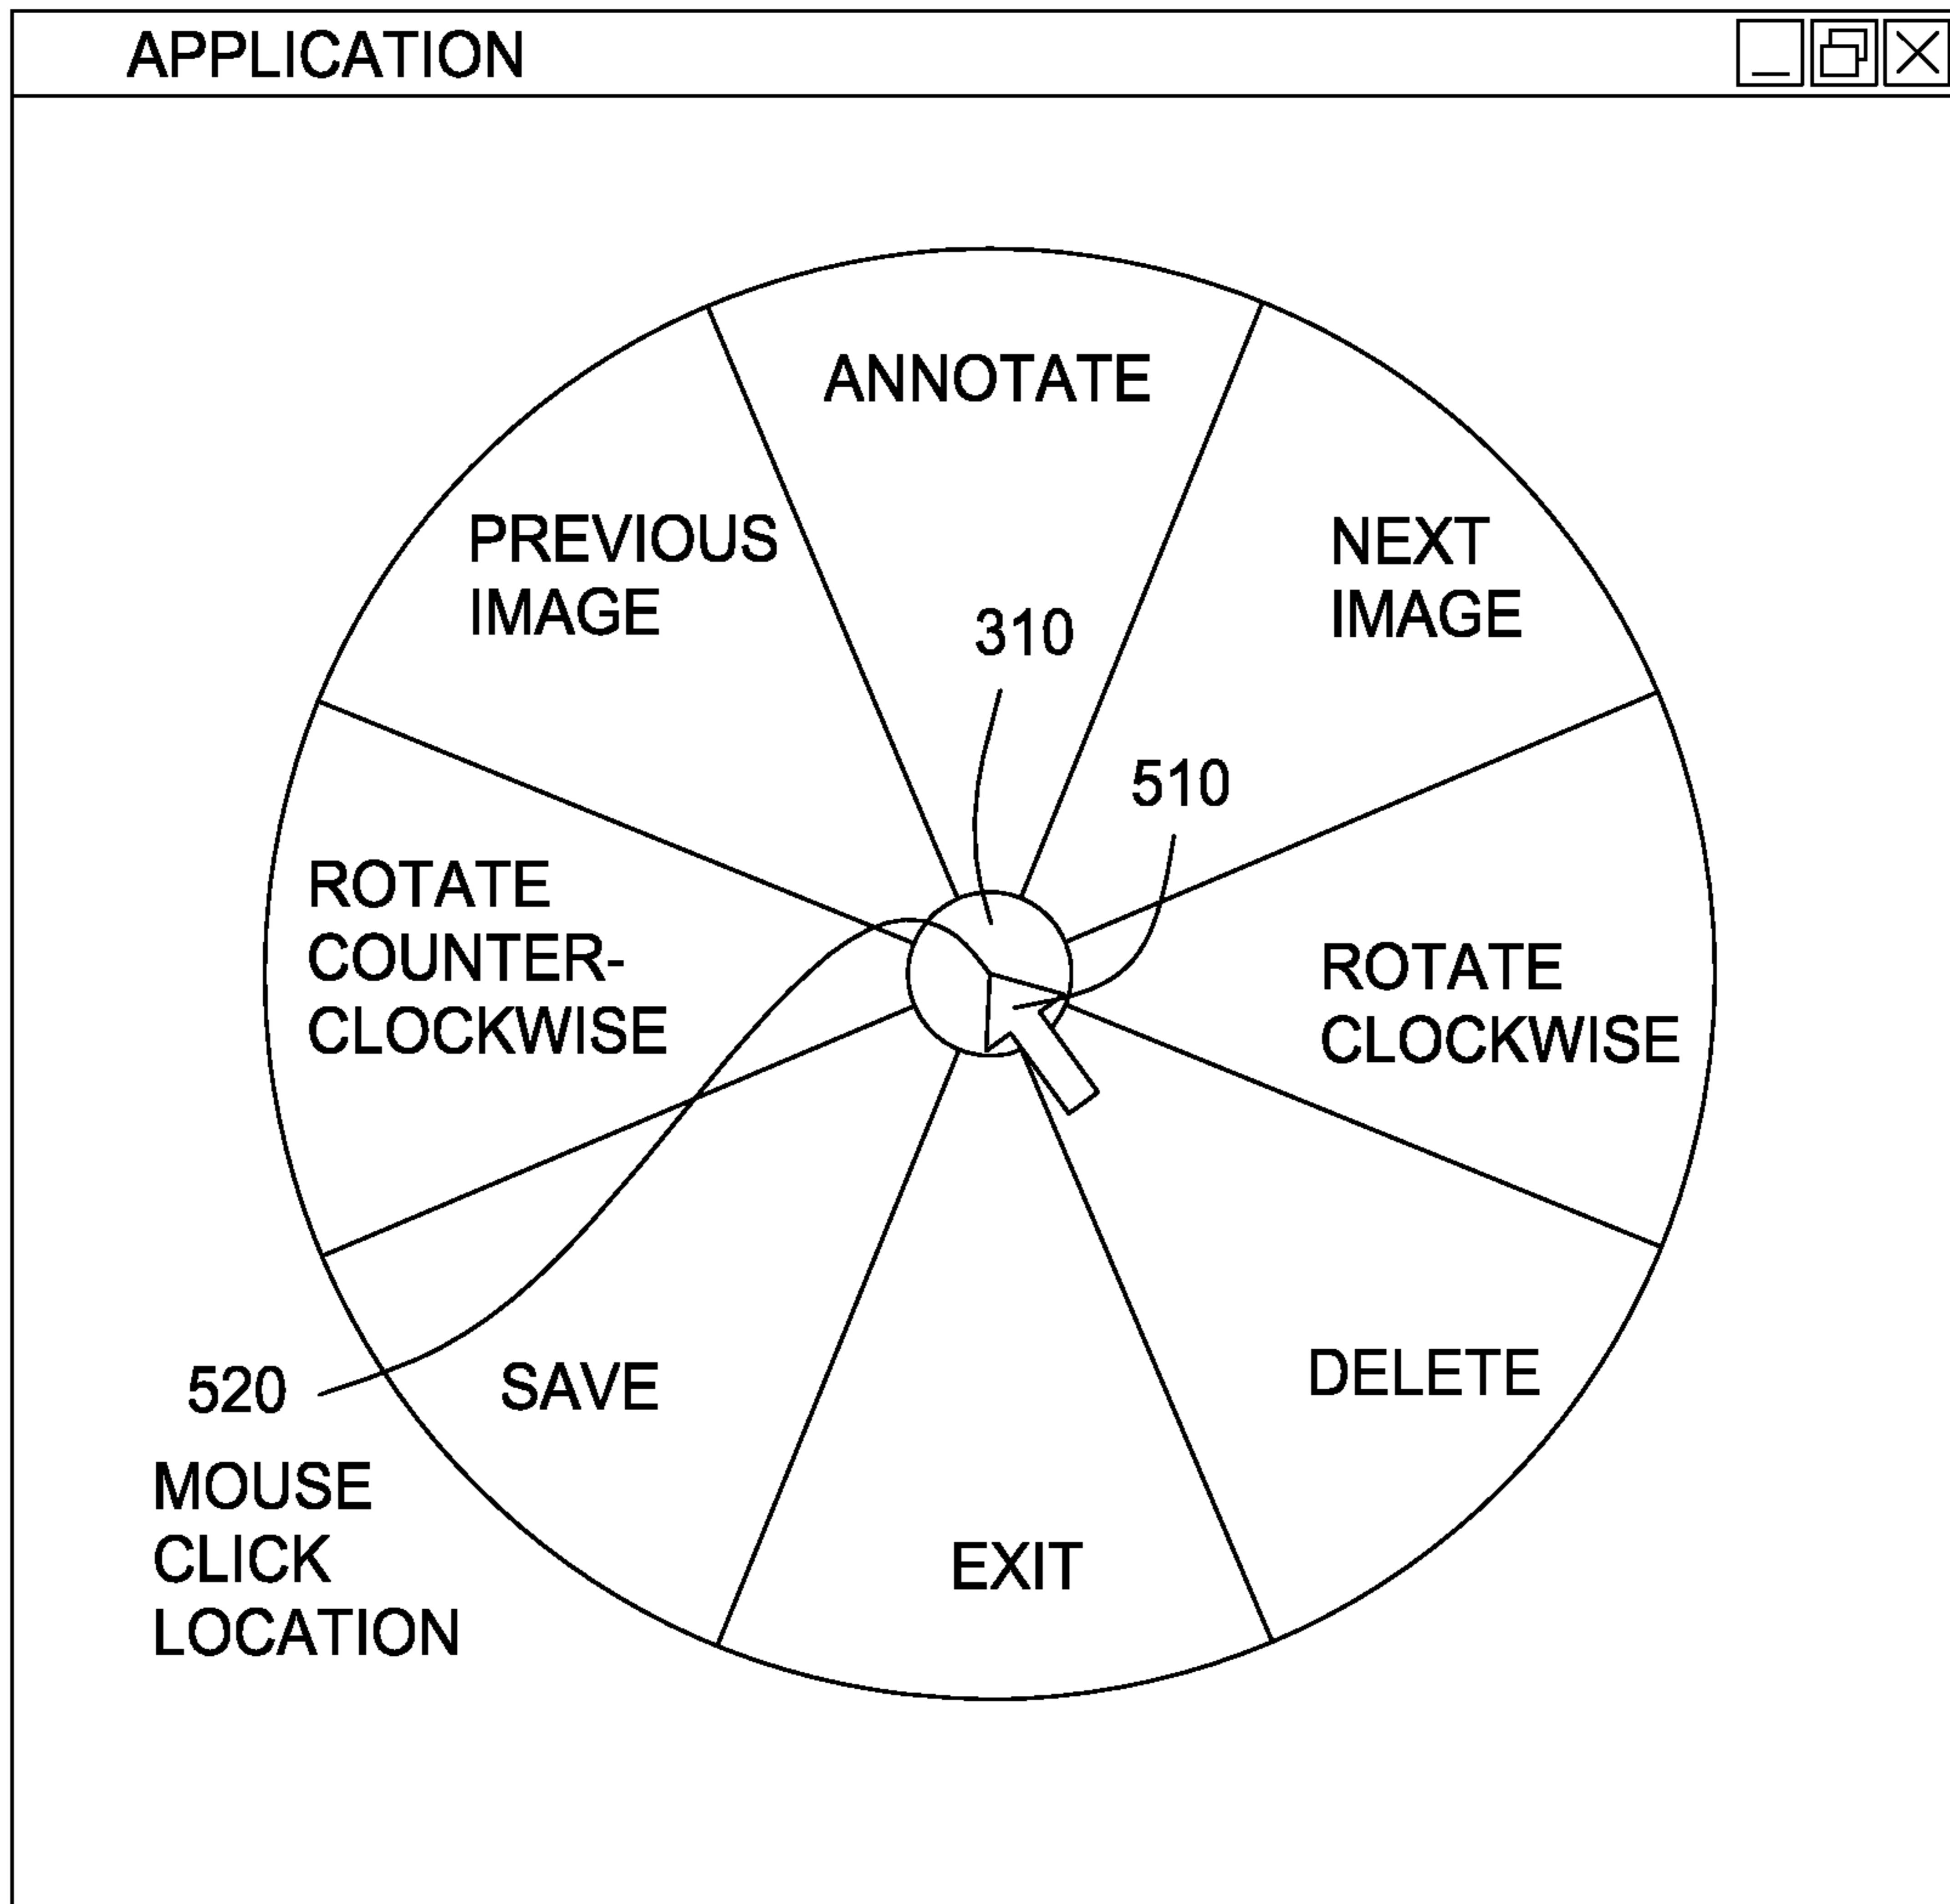 APPLICATION
ANNOTATE
PREVIOUS
IMAGE
NEXT
IMAGE
310
510
ROTATE
COUNTER-
CLOCKWISE
ROTATE
CLOCKWISE
520
MOUSE
CLICK
LOCATION
SAVE
DELETE
EXIT